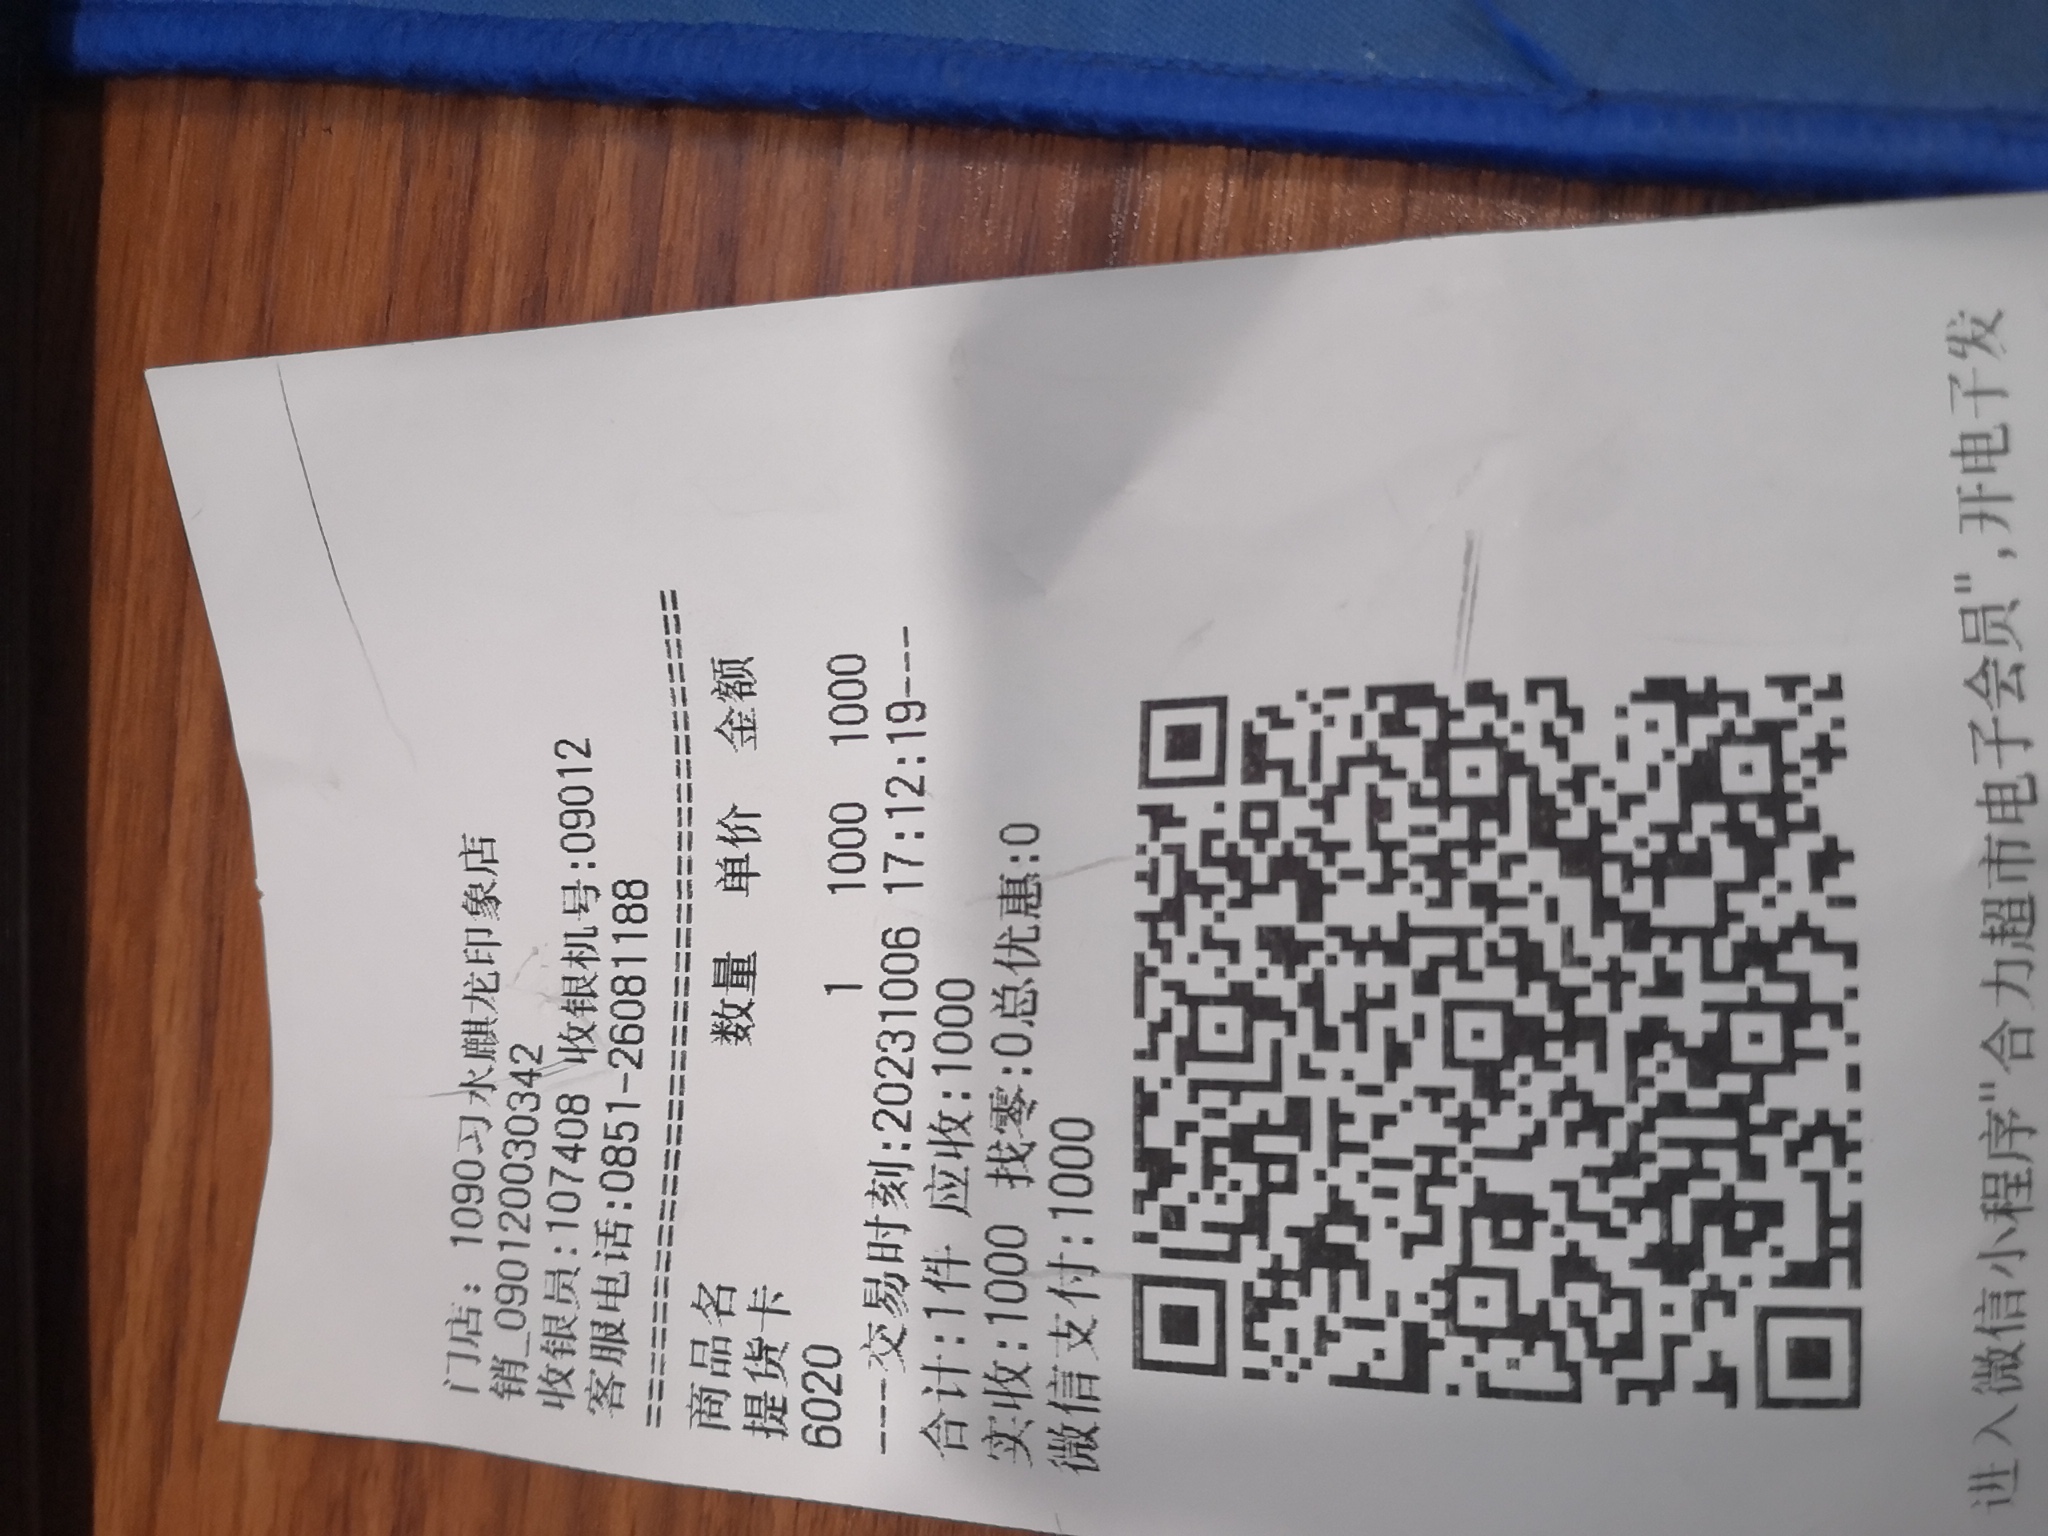 门店: 1090习水麒龙印象店
销_090120030342
收银员:107408 收银机号:09012
客服电话:0851-26081188
==================================
商品名 数量 单价 金额
提货卡
6020 1 1000 1000
----交易时刻:20231006 17:12:19---
合计:1件 应收:1000
实收:1000 找零:0总优惠:0
微信支付:1000
进入微信小程序"合力超市电子会员",开电子发